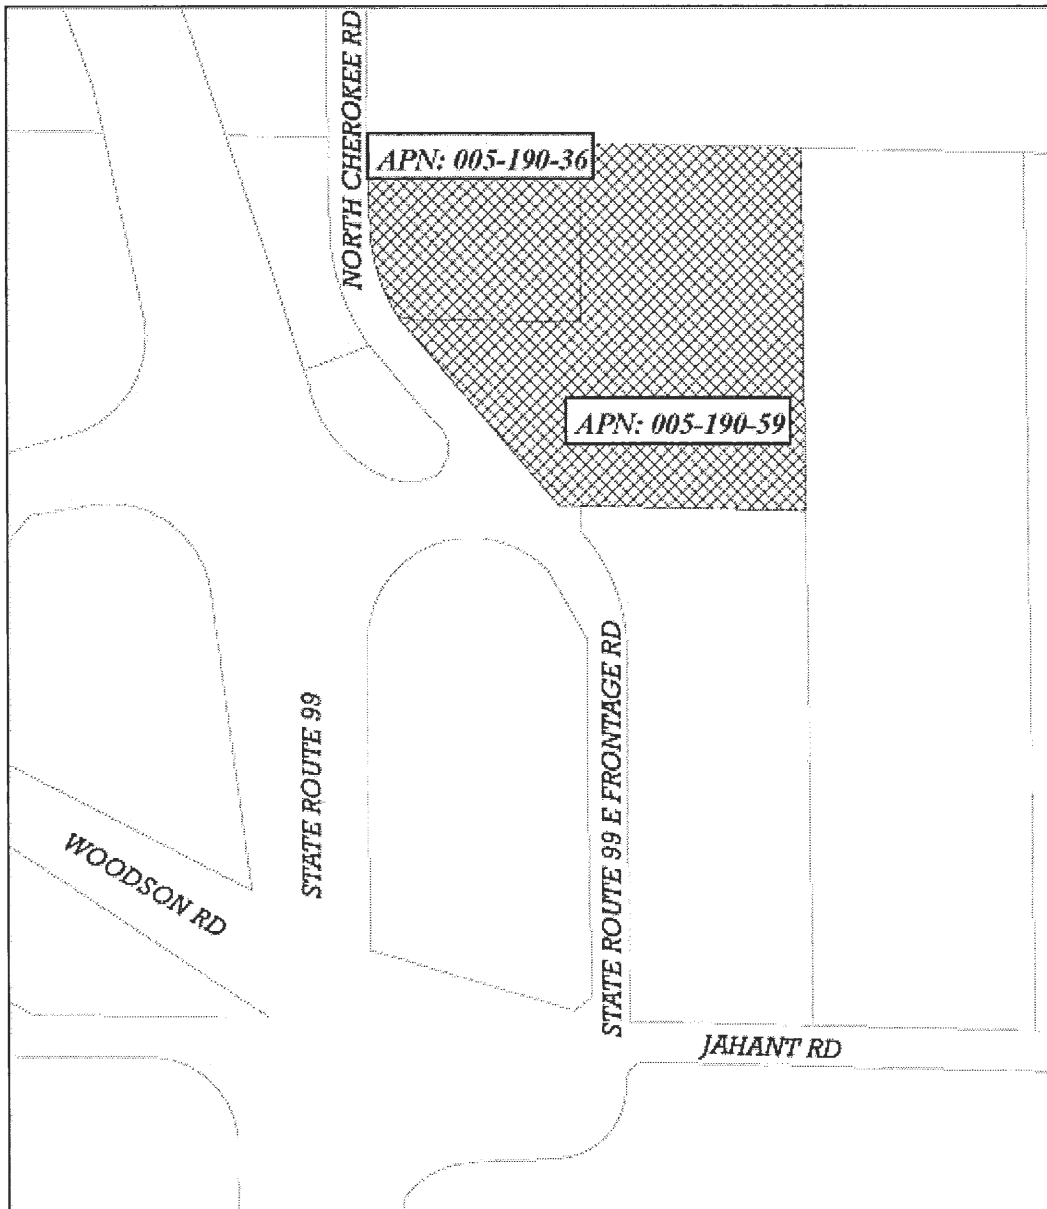 NORTH CHEROKEE RD
APN: 005-190-36
APN: 005-190-59
STATE ROUTE 99
STATE ROUTE 99 E FRONTAGE RD
WOODSON RD
JAHANT RD